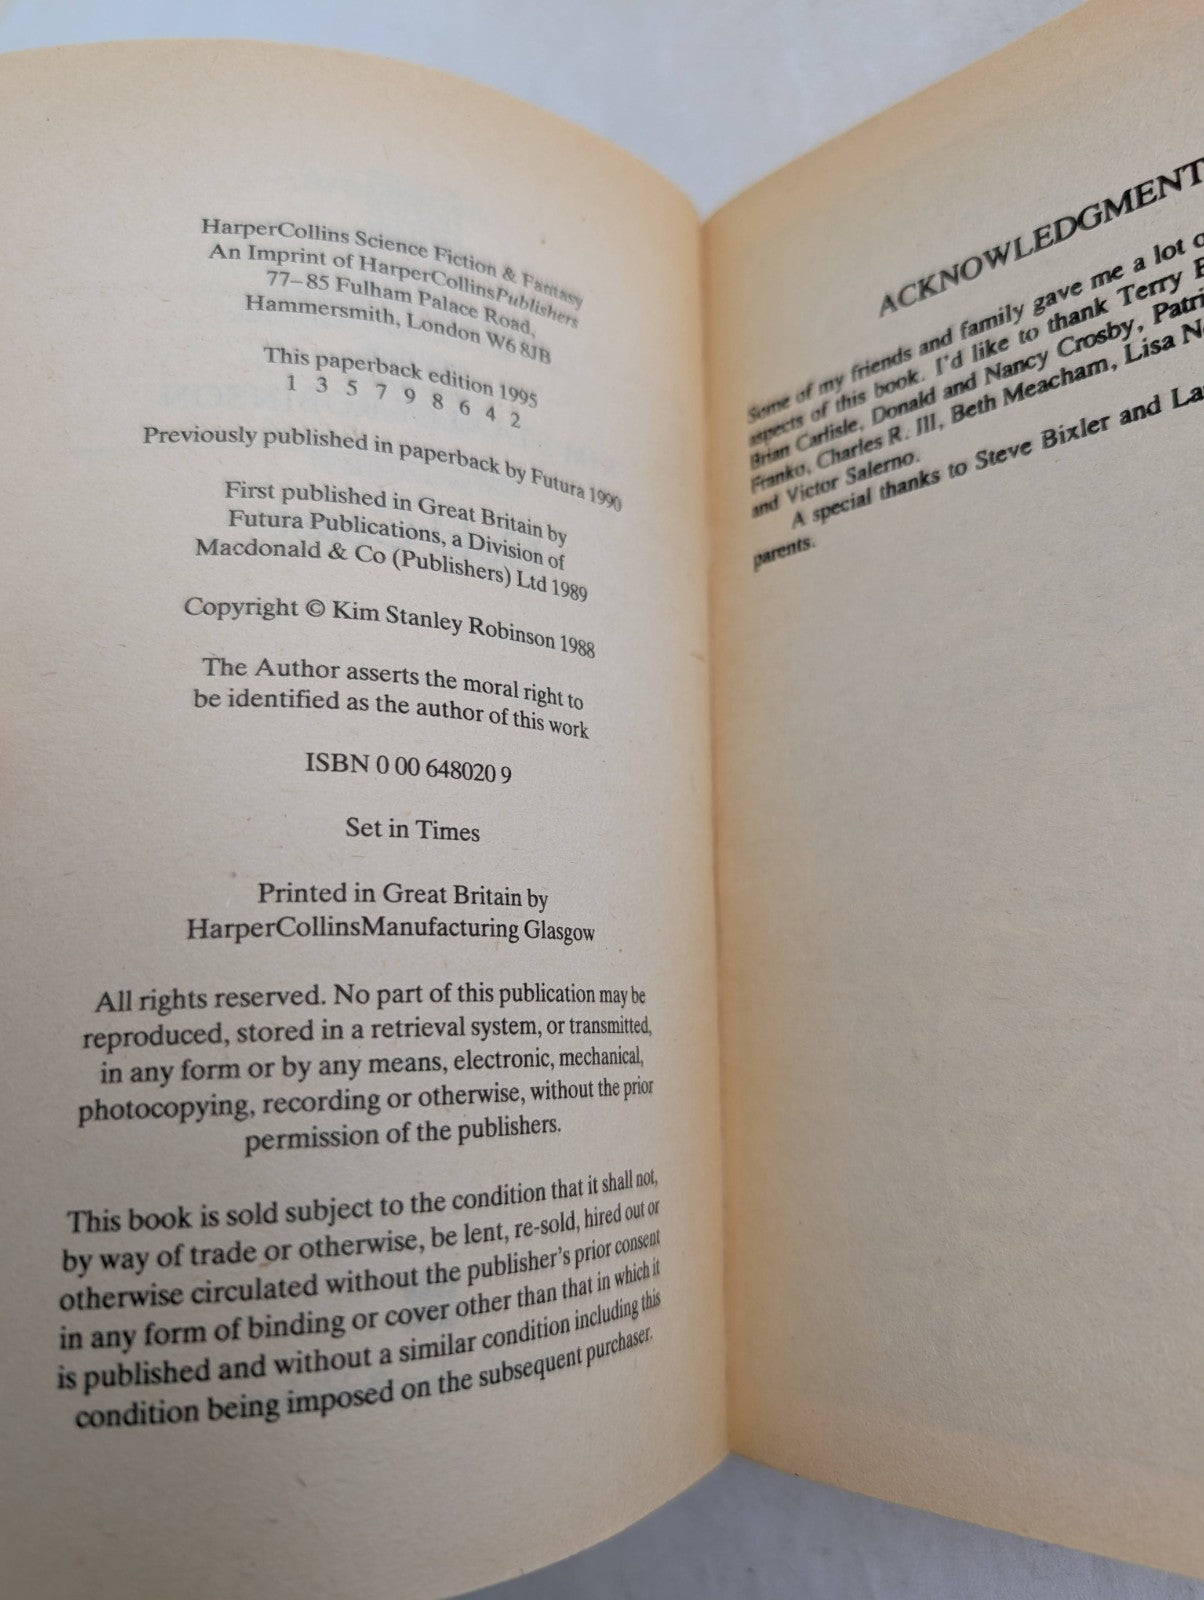 HarperCollins Science Fiction & Fantasy
An Imprint of HarperCollinsPublishers
77–85 Fulham Palace Road,
Hammersmith, London W6 8JB
This paperback edition 1995
1 3 5 7 9 8 6 4 2
Previously published in paperback by Futura 1990
First published in Great Britain by
Futura Publications, a Division of
Macdonald & Co (Publishers) Ltd 1989
Copyright © Kim Stanley Robinson 1988
The Author asserts the moral right to
be identified as the author of this work
ISBN 0 00 648020 9
Set in Times
Printed in Great Britain by
HarperCollinsManufacturing Glasgow
All rights reserved. No part of this publication may be
reproduced, stored in a retrieval system, or transmitted,
in any form or by any means, electronic, mechanical,
photocopying, recording or otherwise, without the prior
permission of the publishers.
This book is sold subject to the condition that it shall not,
by way of trade or otherwise, be lent, re-sold, hired out or
otherwise circulated without the publisher's prior consent
in any form of binding or cover other than that in which it
is published and without a similar condition including this
condition being imposed on the subsequent purchaser.
ACKNOWLEDGMENT
Some of my friends and family gave me a lot
aspects of this book. I'd like to thank Terry
Brian Carlisle, Donald and Nancy Crosby, Patri
Franko, Charles R. Ill, Beth Meacham, Lisa
and Victor Salerno.
A special thanks to Steve Bixler and La
parents.